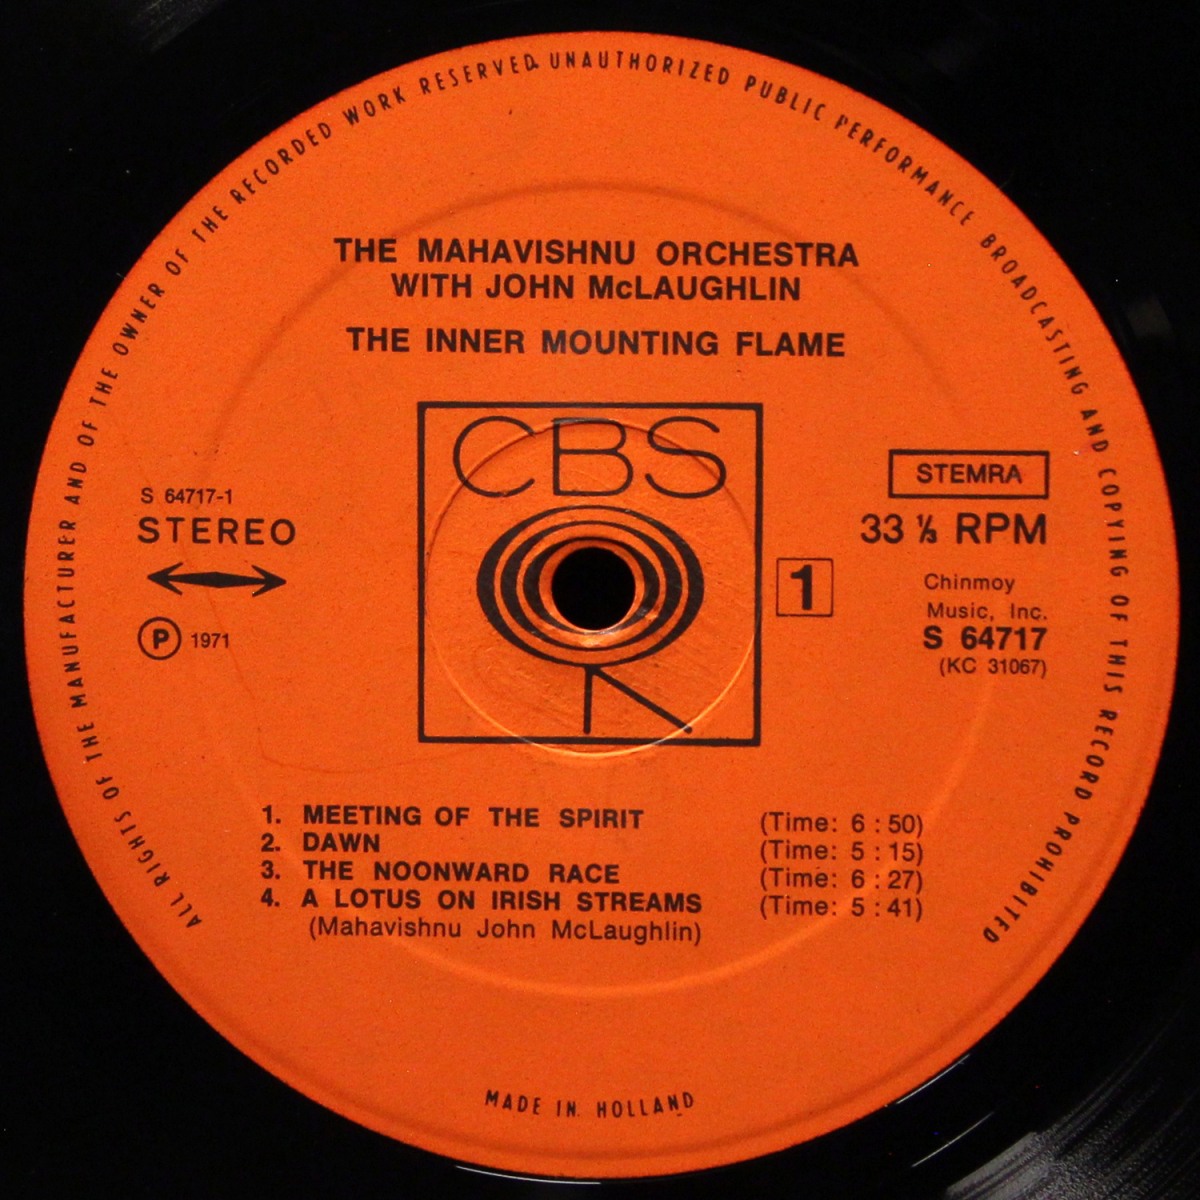 ALL RIGHTS OF THE MANUFACTURER AND OF THE OWNER OF THE RECORDED WORK RESERVED. UNAUTHORIZED PUBLIC PERFORMANCE BROADCASTING AND COPYING OF THIS RECORD PROHIBITED
THE MAHAVISHNU ORCHESTRA
WITH JOHN McLAUGHLIN
THE INNER MOUNTING FLAME
CBS
S 64717-1
STEREO
P 1971
STEMRA
33 ⅓ RPM
1
Chinmoy
Music, Inc.
S 64717
(KC 31067)
1. MEETING OF THE SPIRIT (Time: 6 : 50)
2. DAWN (Time: 5 : 15)
3. THE NOONWARD RACE (Time: 6 : 27)
4. A LOTUS ON IRISH STREAMS (Time: 5 : 41)
(Mahavishnu John McLaughlin)
MADE IN HOLLAND